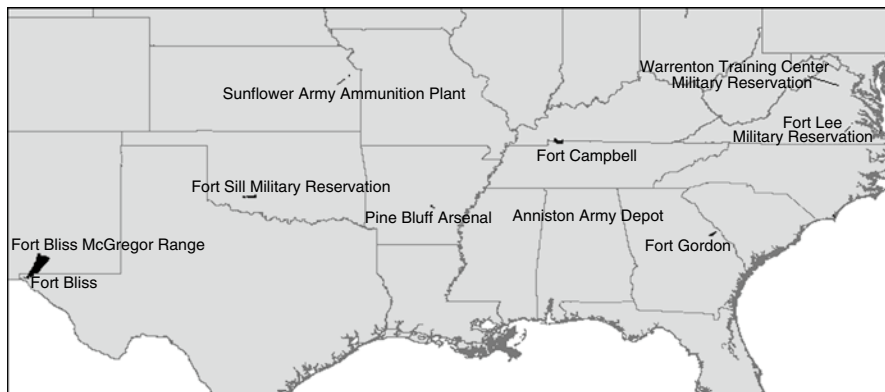 Warrenton Training Center
Military Reservation
Sunflower Army Ammunition Plant
Fort Lee
Military Reservation
Fort Campbell
Fort Sill Military Reservation
Pine Bluff Arsenal
Anniston Army Depot
Fort Bliss McGregor Range
Fort Gordon
Fort Bliss